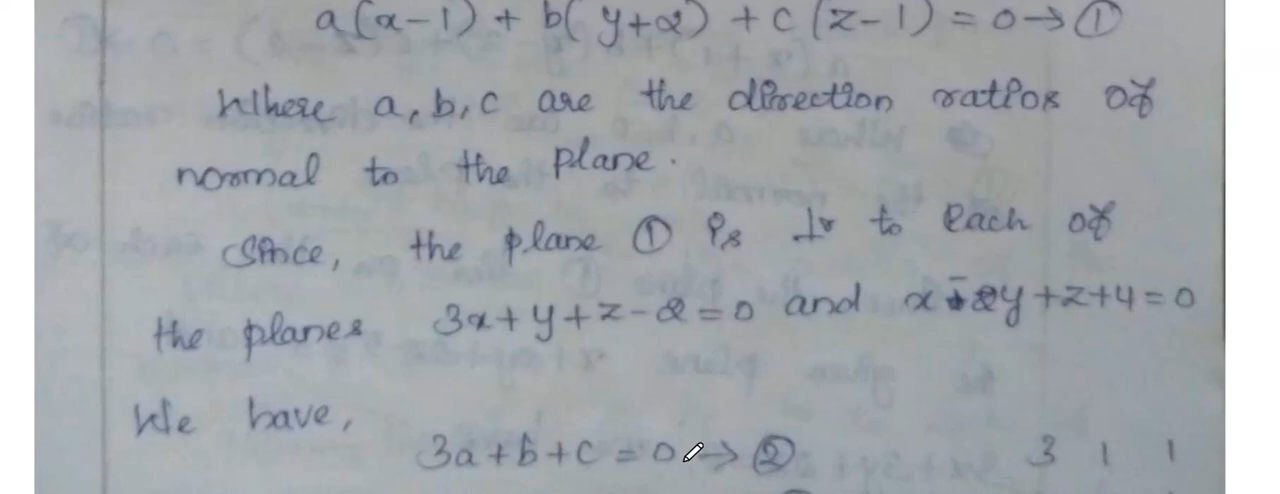 a(x-1) + b(y+2) + c(z-1) = 0 → ①
Where a, b, c are the direction ratios of
normal to the plane.
Since, the plane ① is ⊥r to each of
the planes 3x+y+z-2=0 and x-2y+z+4=0
We have,
3a+b+c=0 → ② 3 1 1